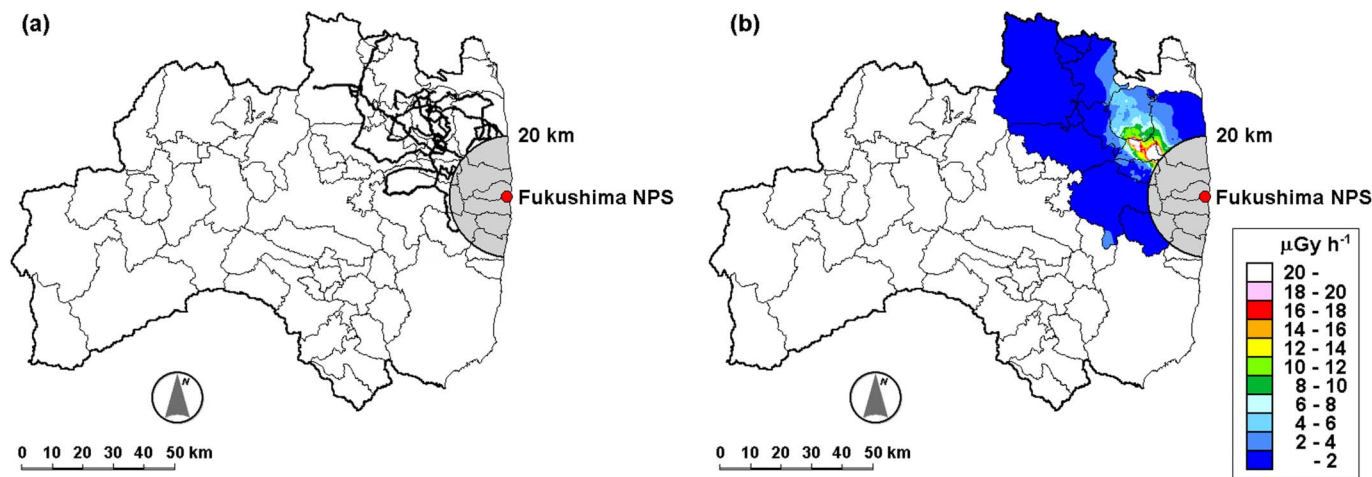 (a)
20 km
Fukushima NPS
N
0 10 20 30 40 50 km
(b)
20 km
Fukushima NPS
N
0 10 20 30 40 50 km
μGy h-1
20 -
18 - 20
16 - 18
14 - 16
12 - 14
10 - 12
8 - 10
6 - 8
4 - 6
2 - 4
- 2